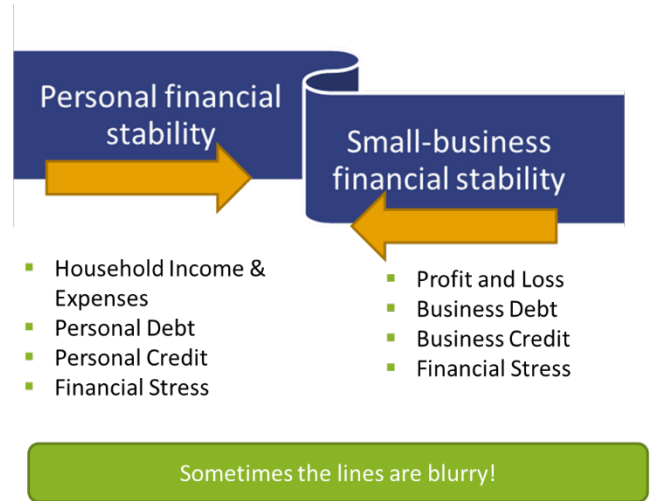 Personal financial
stability
Small-business
financial stability
Household Income &
Expenses
Personal Debt
Personal Credit
Financial Stress
Profit and Loss
Business Debt
Business Credit
Financial Stress
Sometimes the lines are blurry!